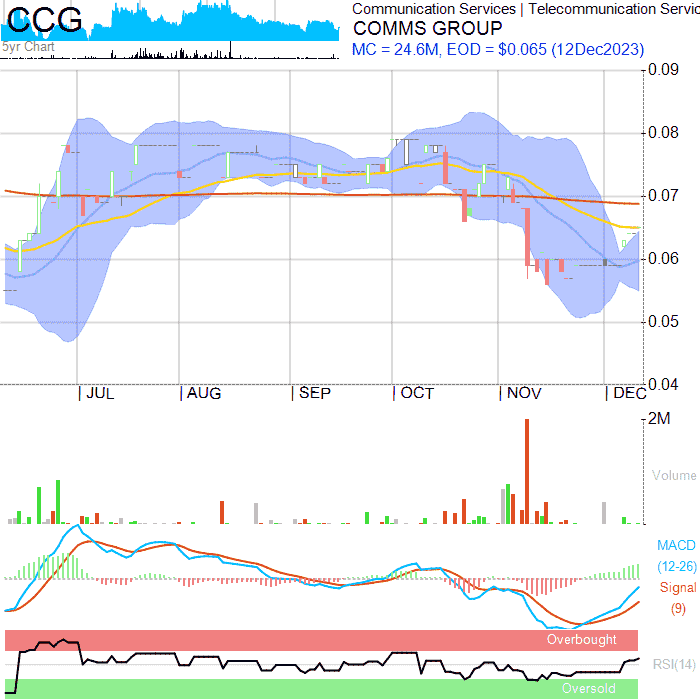 CCG
5yr Chart
Communication Services | Telecommunication Servic
COMMS GROUP
MC = 24.6M, EOD = $0.065 (12Dec2023)
0.09
0.08
0.07
0.06
0.05
0.04
| JUL | AUG | SEP | OCT | NOV | DEC
2M
Volume
MACD
(12-26)
Signal
(9)
Overbought
RSI(14)
Oversold